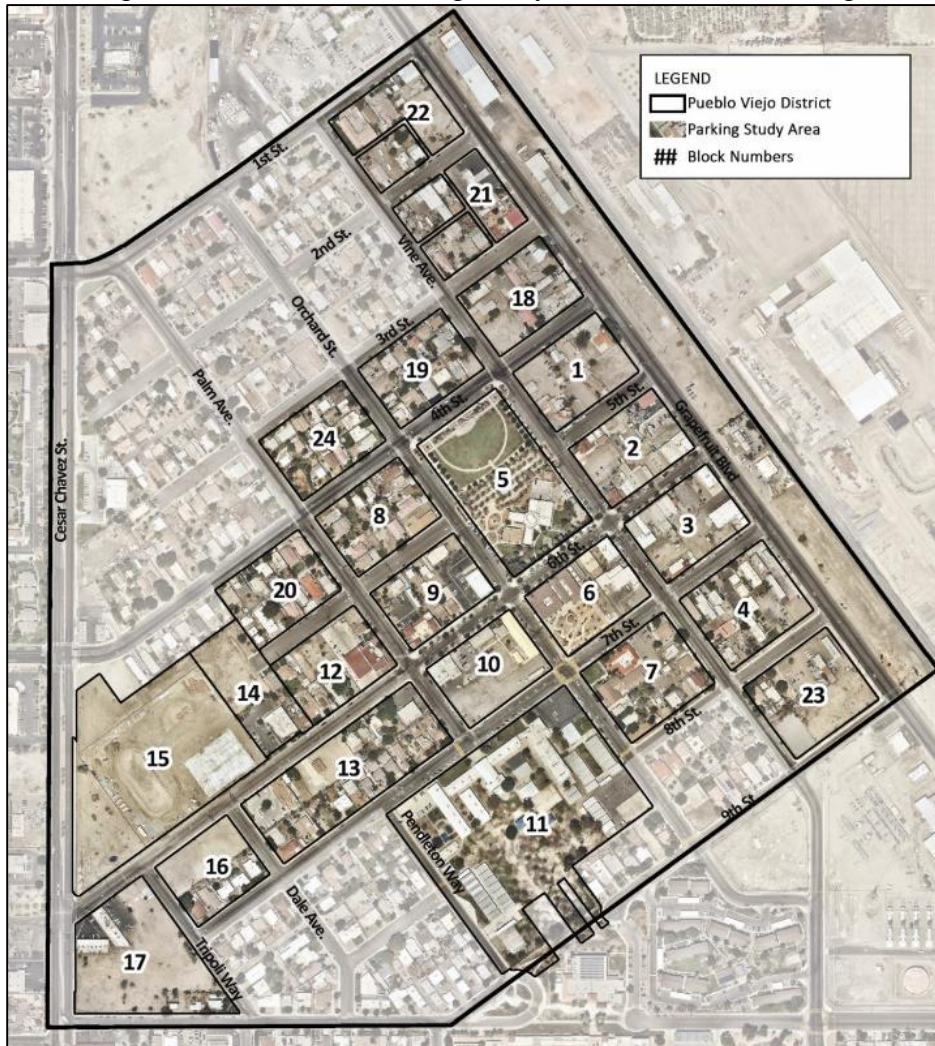 LEGEND
Pueblo Viejo District
Parking Study Area
## Block Numbers
22
1st St.
21
2nd St.
Vine Ave.
18
Orchard St.
3rd St.
19
1
5th St.
4th St.
Palm Ave.
24
2
Grapefruit Blvd
5
Cesar Chavez St.
8
3
6th St.
20
9
6
4
7th St.
12
10
7
14
23
8th St.
15
13
9th St.
11
Pendleton Way
16
Dale Ave.
17
Tripoli Way